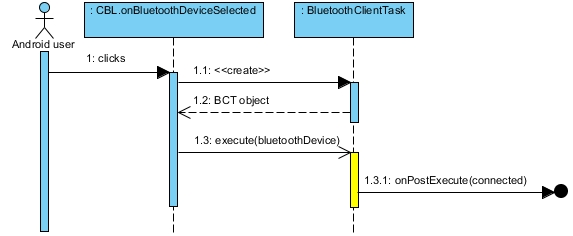 : CBL.onBluetoothDeviceSelected
: BluetoothClientTask
Android user
1: clicks
1.1: <<create>>
1.2: BCT object
1.3: execute(bluetoothDevice)
1.3.1: onPostExecute(connected)